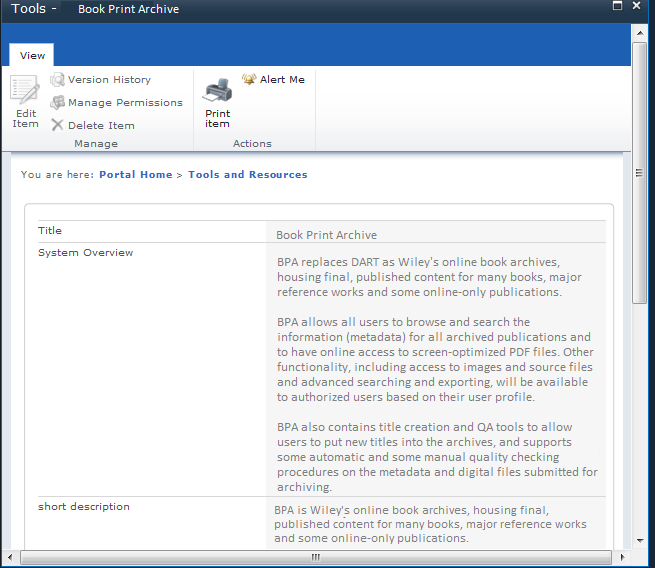 Tools - Book Print Archive
View
Edit Item
Version History
Manage Permissions
Delete Item
Manage
Print item
Alert Me
Actions
You are here: Portal Home > Tools and Resources
Title
Book Print Archive
System Overview
BPA replaces DART as Wiley's online book archives,
housing final, published content for many books, major
reference works and some online-only publications.
BPA allows all users to browse and search the
information (metadata) for all archived publications and
to have online access to screen-optimized PDF files. Other
functionality, including access to images and source files
and advanced searching and exporting, will be available
to authorized users based on their user profile.
BPA also contains title creation and QA tools to allow
users to put new titles into the archives, and supports
some automatic and some manual quality checking
procedures on the metadata and digital files submitted for
archiving.
short description
BPA is Wiley's online book archives, housing final,
published content for many books, major reference works
and some online-only publications.